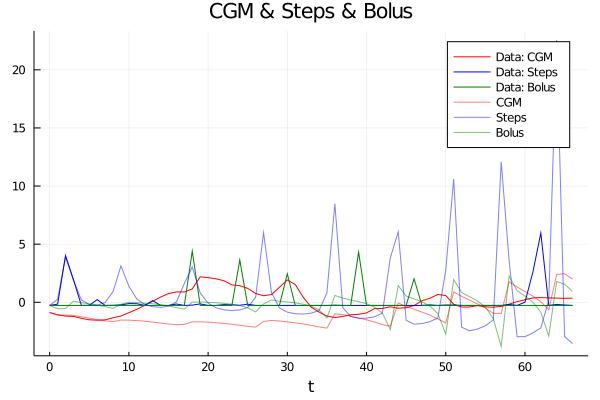 CGM & Steps & Bolus
Data: CGM
Data: Steps
Data: Bolus
CGM
Steps
Bolus
20
15
10
5
0
0
10
20
30
40
50
60
t